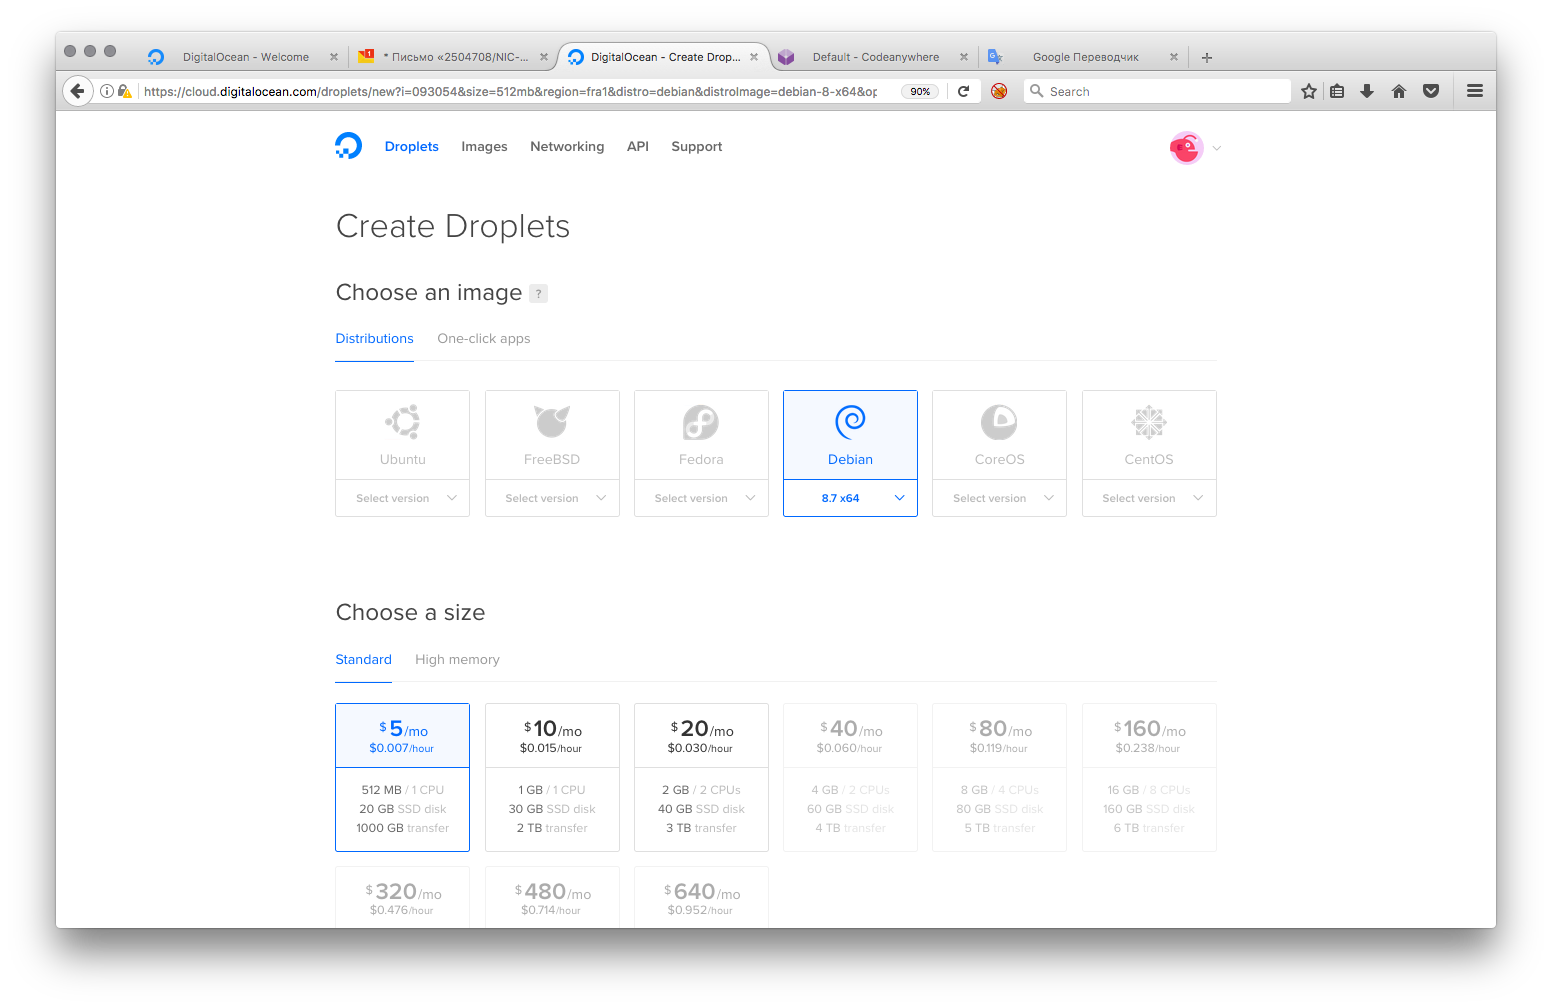 DigitalOcean - Welcome
1
* Письмо «2504708/NIC-...
DigitalOcean - Create Drop...
Default - Codeanywhere
Google Переводчик
https://cloud.digitalocean.com/droplets/new?i=093054&size=512mb&region=fra1&distro=debian&distroImage=debian-8-x64&op
90%
Search
Droplets
Images
Networking
API
Support
Create Droplets
Choose an image ?
Distributions
One-click apps
Ubuntu
FreeBSD
Fedora
Debian
CoreOS
CentOS
Select version
Select version
Select version
8.7 x64
Select version
Select version
Choose a size
Standard
High memory
$5/mo
$0.007/hour
512 MB / 1 CPU
20 GB SSD disk
1000 GB transfer
$10/mo
$0.015/hour
1 GB / 1 CPU
30 GB SSD disk
2 TB transfer
$20/mo
$0.030/hour
2 GB / 2 CPUs
40 GB SSD disk
3 TB transfer
$40/mo
$0.060/hour
4 GB / 2 CPUs
60 GB SSD disk
4 TB transfer
$80/mo
$0.119/hour
8 GB / 4 CPUs
80 GB SSD disk
5 TB transfer
$160/mo
$0.238/hour
16 GB / 8 CPUs
160 GB SSD disk
6 TB transfer
$320/mo
$0.476/hour
$480/mo
$0.714/hour
$640/mo
$0.952/hour